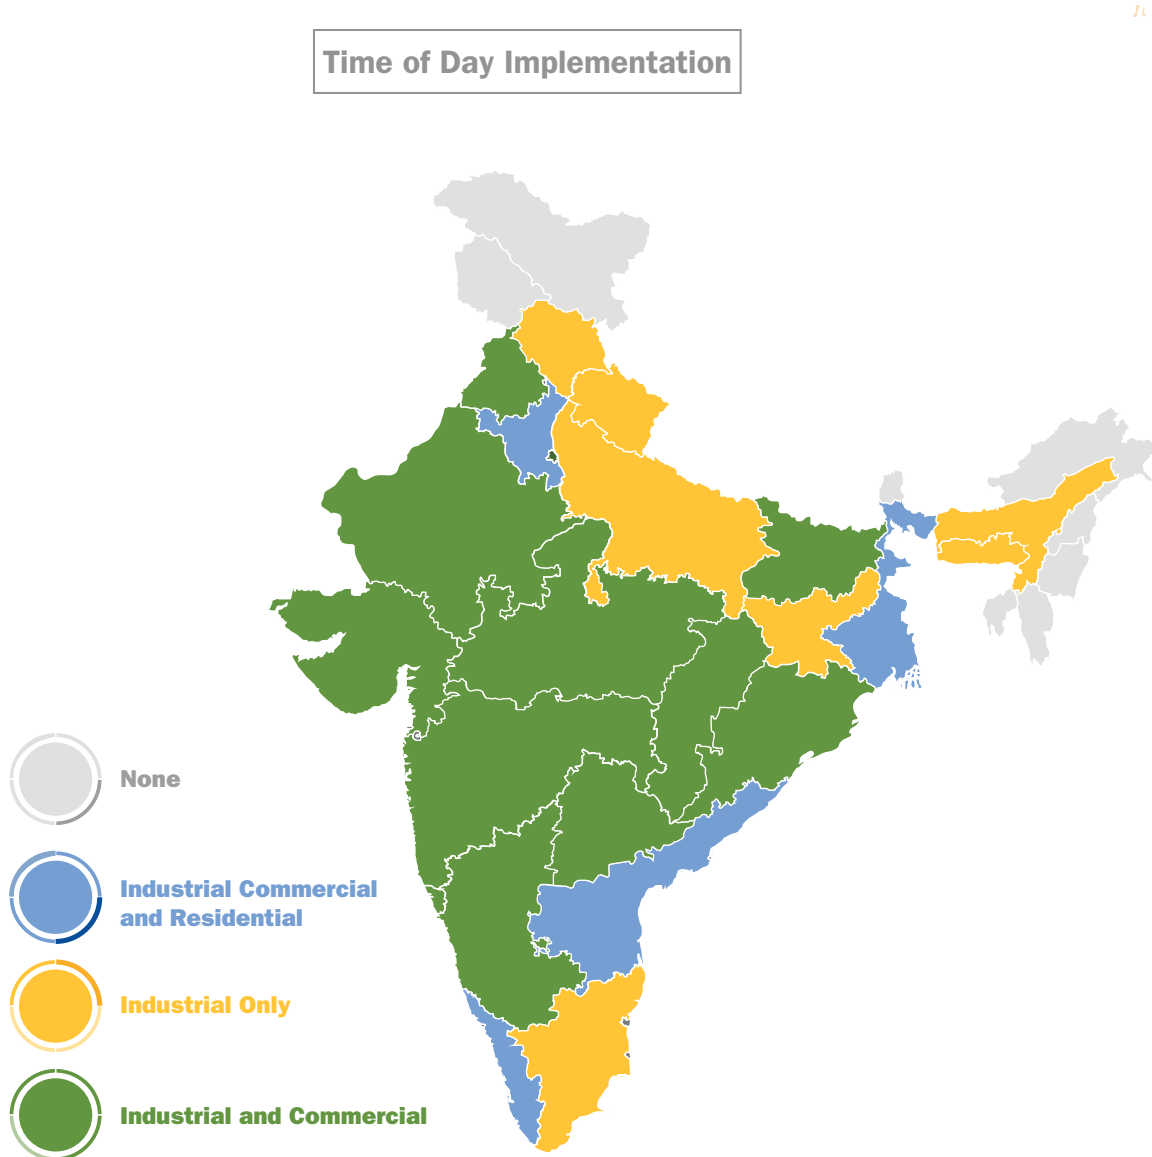 Time of Day Implementation
None
Industrial Commercial
and Residential
Industrial Only
Industrial and Commercial